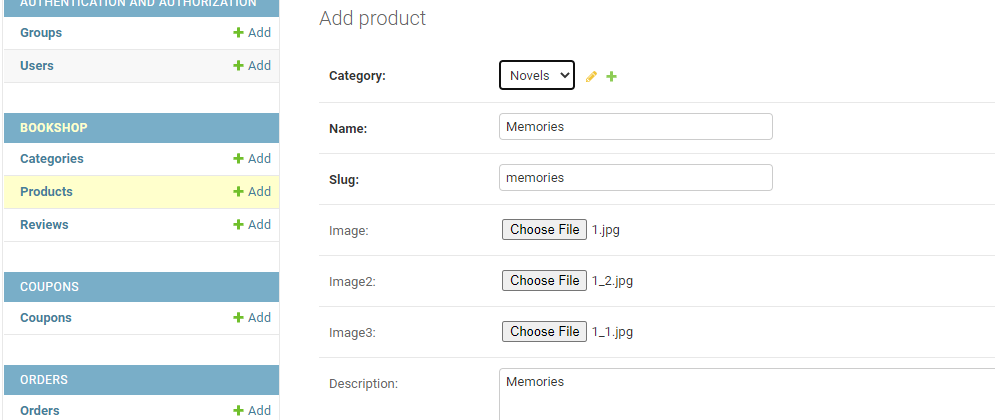 AUTHENTICATION AND AUTHORIZATION
Groups
Add
Users
Add
BOOKSHOP
Categories
Add
Products
Add
Reviews
Add
COUPONS
Coupons
Add
ORDERS
Orders
Add
Add product
Category:
Novels
Name:
Memories
Slug:
memories
Image:
Choose File 1.jpg
Image2:
Choose File 1_2.jpg
Image3:
Choose File 1_1.jpg
Description:
Memories